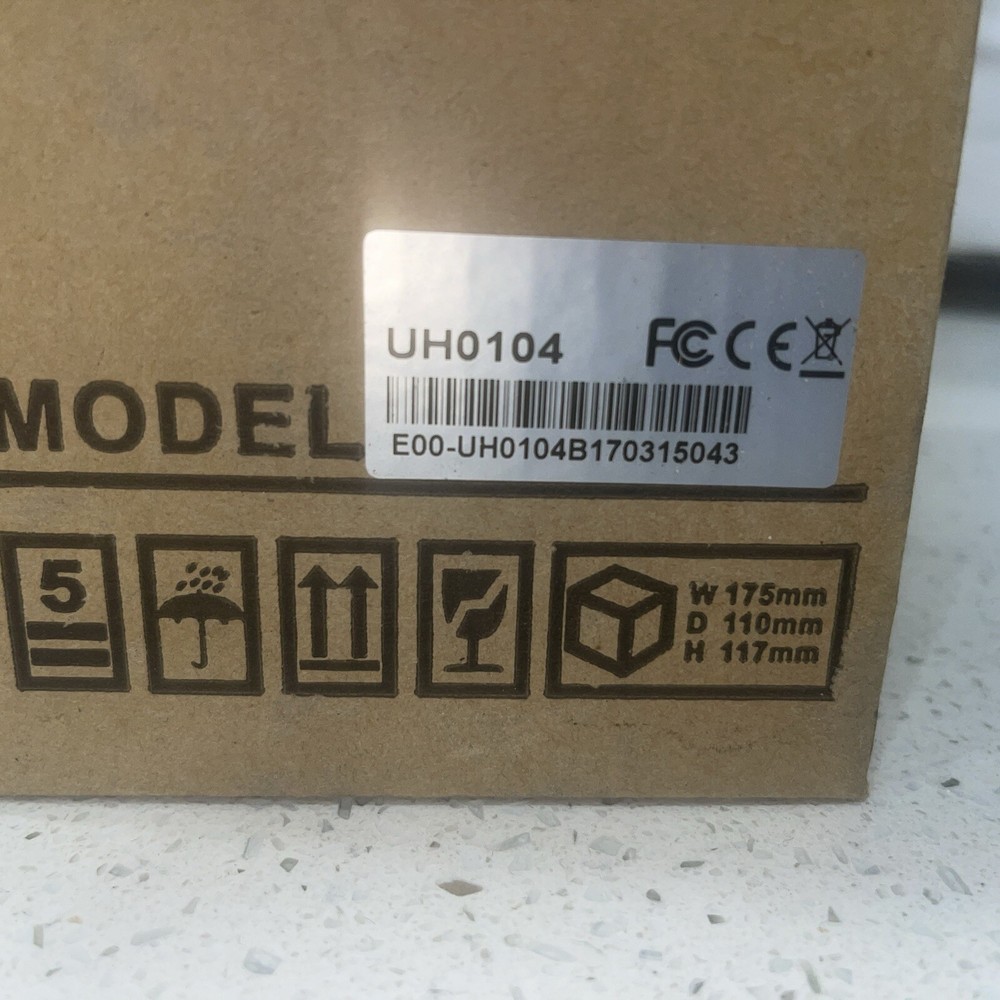 UH0104 FC CE
E00-UH0104B170315043
MODEL
5
W 175mm
D 110mm
H 117mm